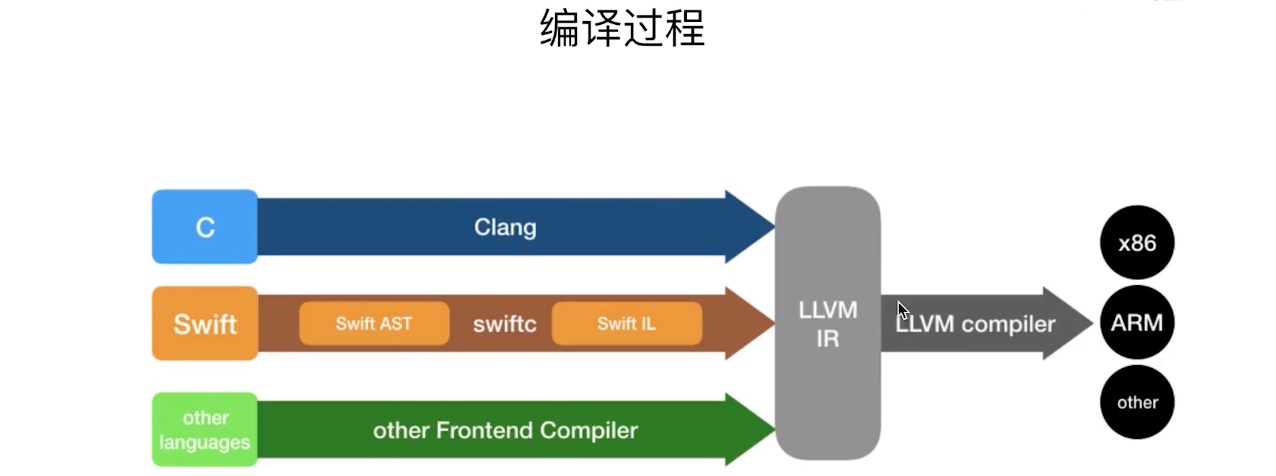 编译过程
C
Clang
Swift
Swift AST
swiftc
Swift IL
other
languages
other Frontend Compiler
LLVM
IR
LLVM compiler
x86
ARM
other